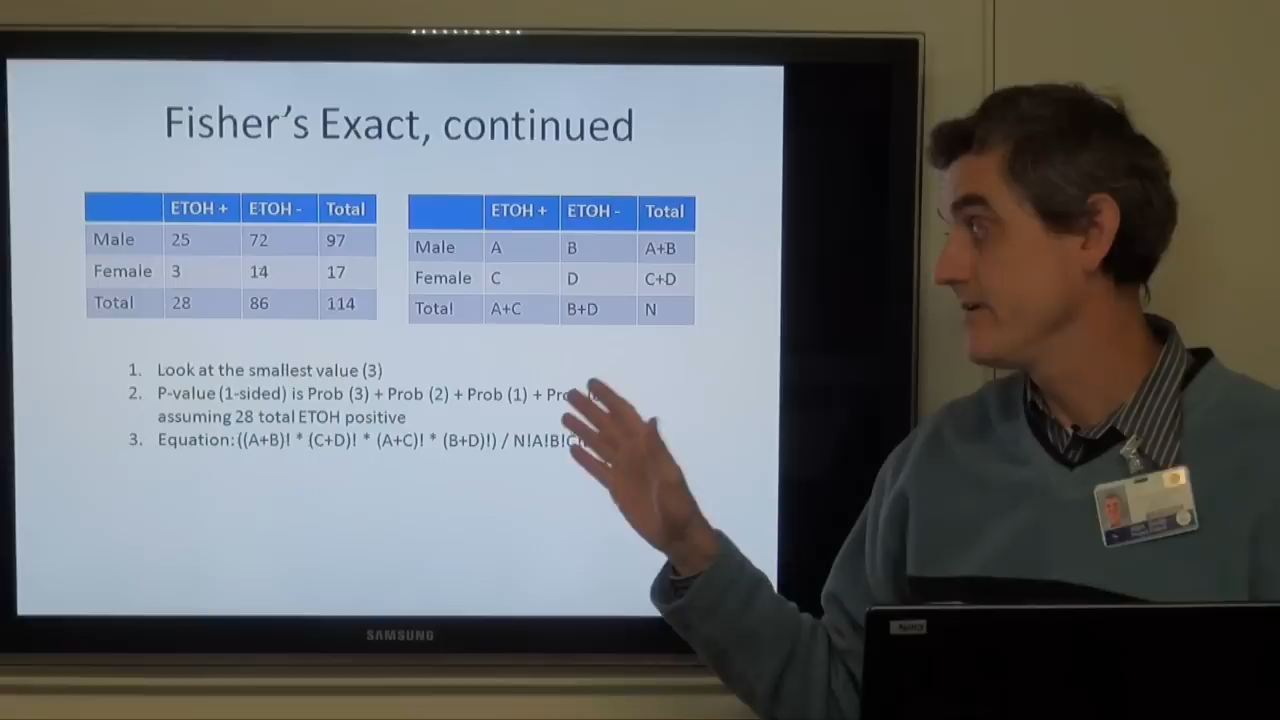 Fisher's Exact, continued
ETOH + ETOH - Total
Male 25 72 97
Female 3 14 17
Total 28 86 114
ETOH + ETOH - Total
Male A B A+B
Female C D C+D
Total A+C B+D N
1. Look at the smallest value (3)
2. P-value (1-sided) is Prob (3) + Prob (2) + Prob (1) +
assuming 28 total ETOH positive
3. Equation: ((A+B)! * (C+D)! * (A+C)! * (B+D)!) / N!A!B!
SAMSUNG